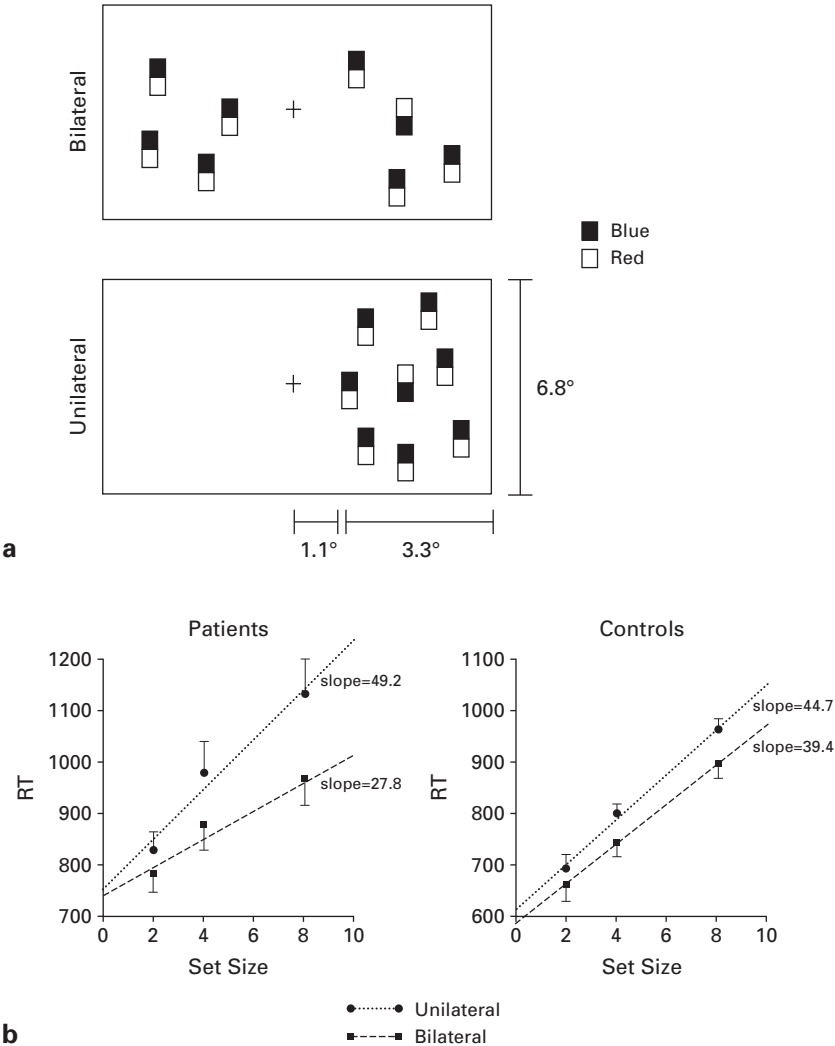 Bilateral
Blue
Red
Unilateral
6.8°
1.1°
3.3°
a
Patients
Controls
1200
1100
1000
900
800
700
RT
slope=49.2
slope=27.8
0 2 4 6 8 10
Set Size
1100
1000
900
800
700
600
RT
slope=44.7
slope=39.4
0 2 4 6 8 10
Set Size
Unilateral
Bilateral
b